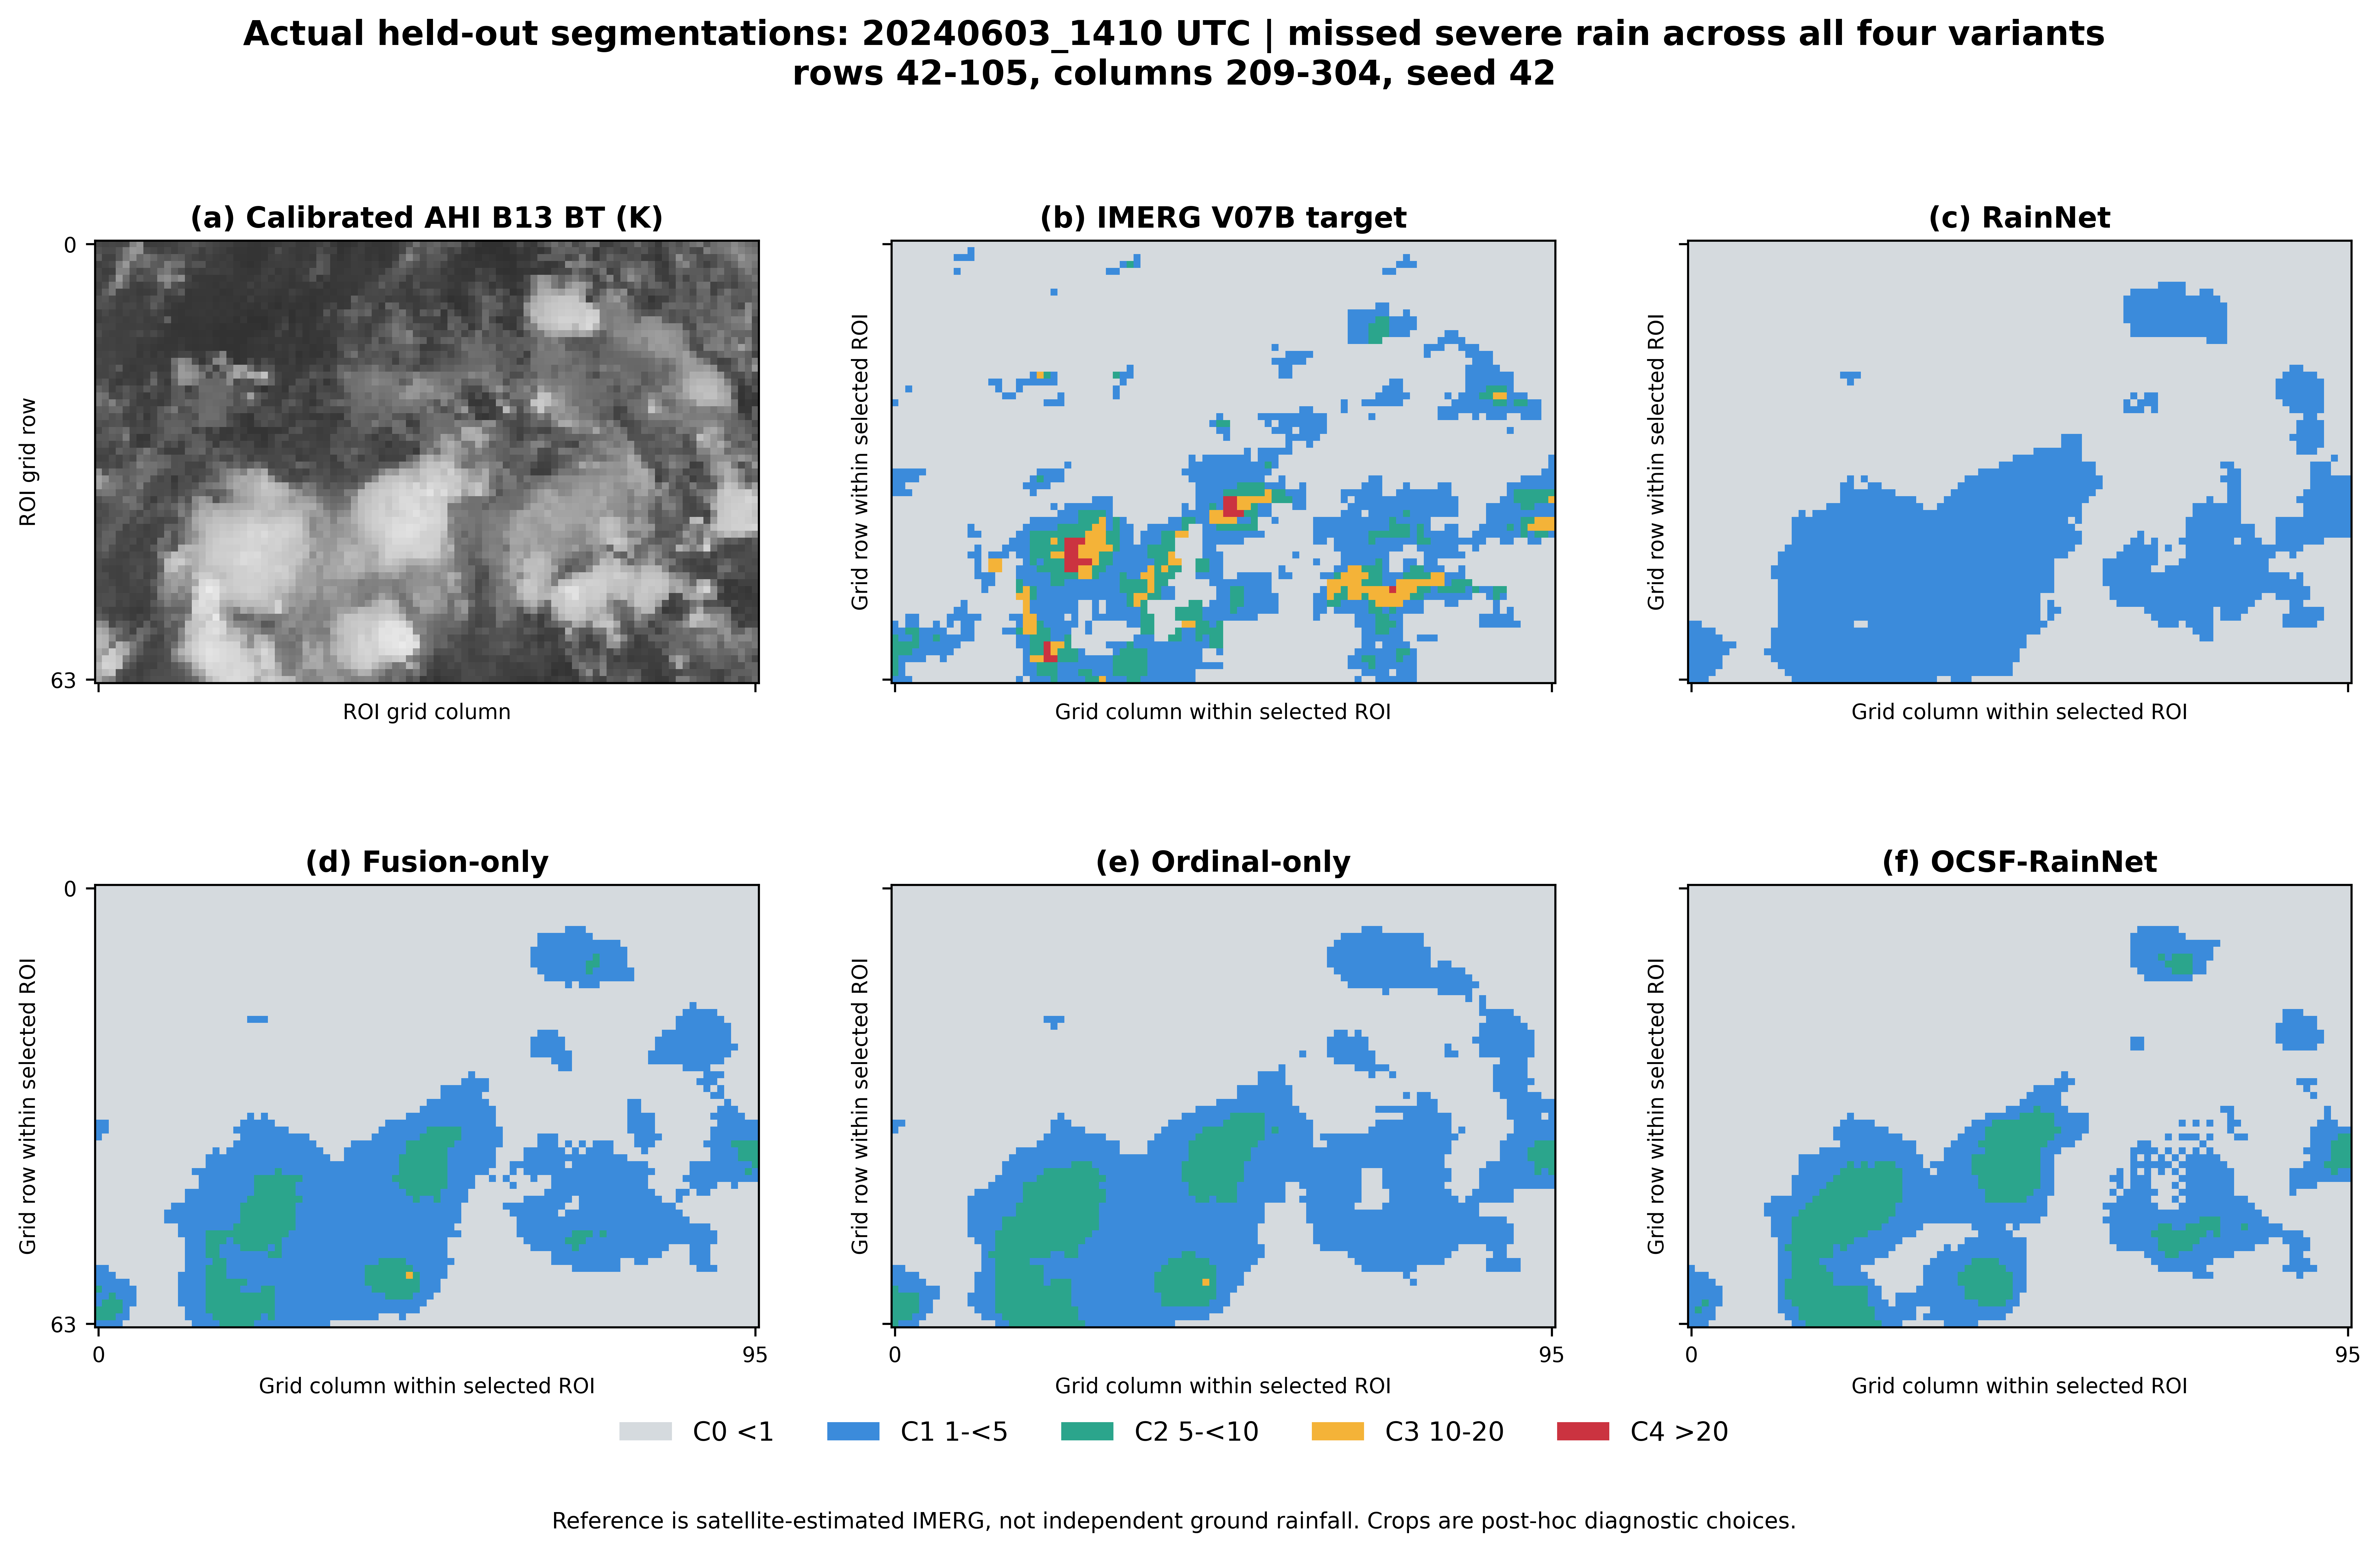 Actual held-out segmentations: 20240603_1410 UTC | missed severe rain across all four variants
rows 42-105, columns 209-304, seed 42
(a) Calibrated AHI B13 BT (K)
(b) IMERG V07B target
(c) RainNet
0
63
ROI grid row
Grid row within selected ROI
Grid row within selected ROI
ROI grid column
Grid column within selected ROI
Grid column within selected ROI
(d) Fusion-only
(e) Ordinal-only
(f) OCSF-RainNet
0
63
Grid row within selected ROI
Grid row within selected ROI
Grid row within selected ROI
0
95
0
95
0
95
Grid column within selected ROI
Grid column within selected ROI
Grid column within selected ROI
C0 <1
C1 1-<5
C2 5-<10
C3 10-20
C4 >20
Reference is satellite-estimated IMERG, not independent ground rainfall. Crops are post-hoc diagnostic choices.